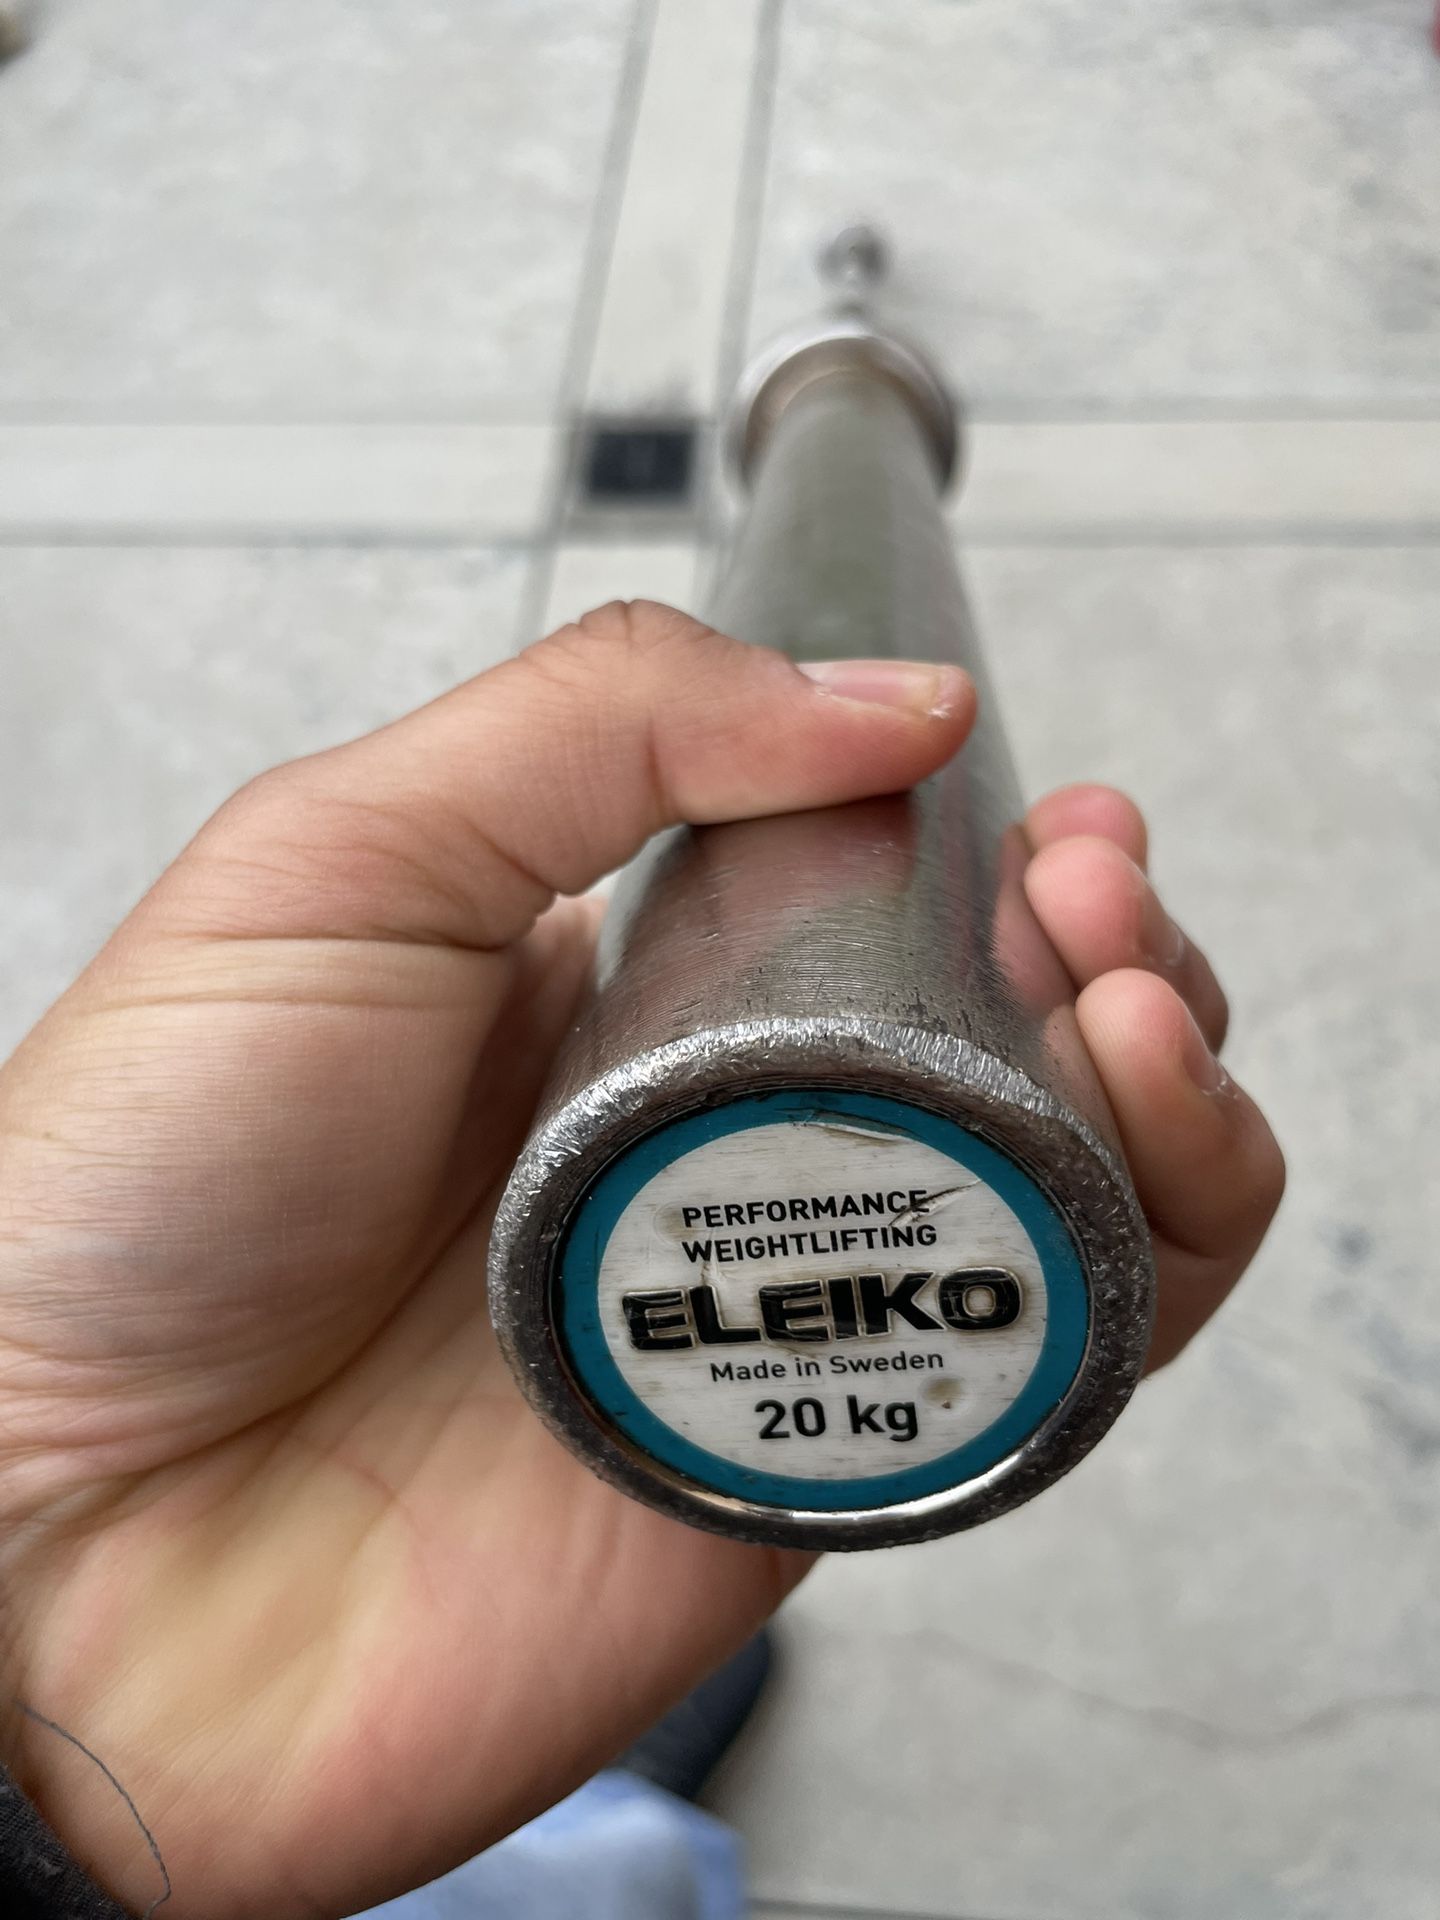 PERFORMANCE
WEIGHTLIFTING
ELEIKO
Made in Sweden
20 kg